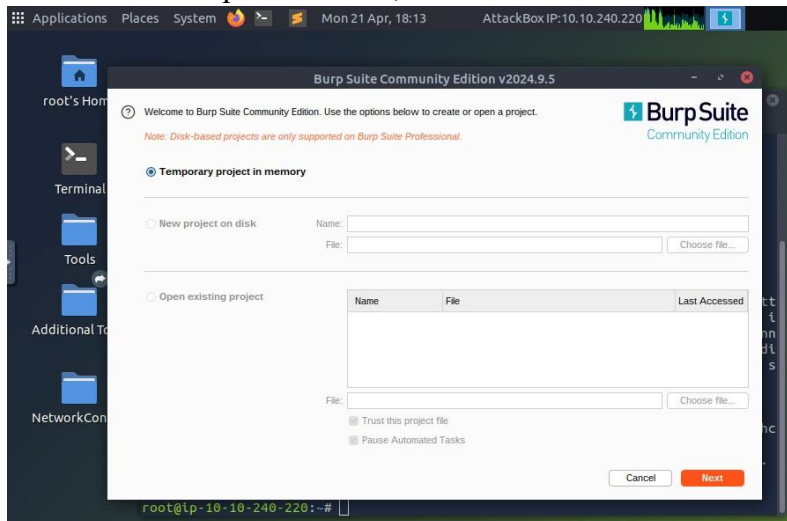 Applications Places System Mon 21 Apr, 18:13 AttackBox IP:10.10.240.220
Burp Suite Community Edition v2024.9.5
root's Hom
Welcome to Burp Suite Community Edition. Use the options below to create or open a project.
Burp Suite
Note: Disk-based projects are only supported on Burp Suite Professional.
Community Edition
Temporary project in memory
Terminal
New project on disk Name:
File: Choose file...
Tools
Open existing project Name File Last Accessed
tt
i
Additional To
nn
di
s
File: Choose file...
NetworkCon
Trust this project file
nc
Pause Automated Tasks
Cancel Next
root@ip-10-10-240-220:~#